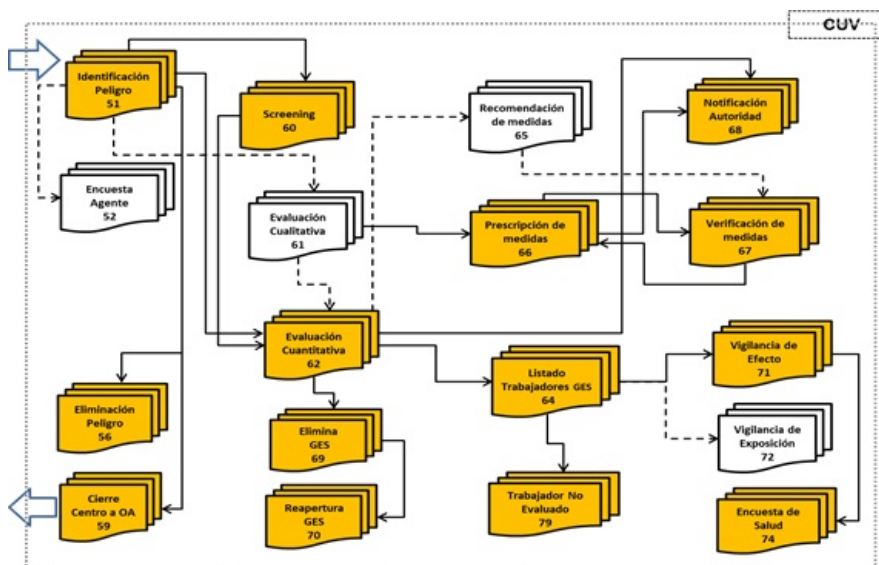 CUV
Identificación
Peligro
51
Screening
60
Recomendación
de medidas
65
Notificación
Autoridad
68
Encuesta
Agente
52
Evaluación
Cualitativa
61
Prescripción de
medidas
66
Verificación de
medidas
67
Evaluación
Cuantitativa
62
Listado
Trabajadores GES
64
Vigilancia de
Efecto
71
Eliminación
Peligro
56
Elimina
GES
69
Vigilancia de
Exposición
72
Cierre
Centro a OA
59
Reapertura
GES
70
Trabajador No
Evaluado
79
Encuesta de
Salud
74